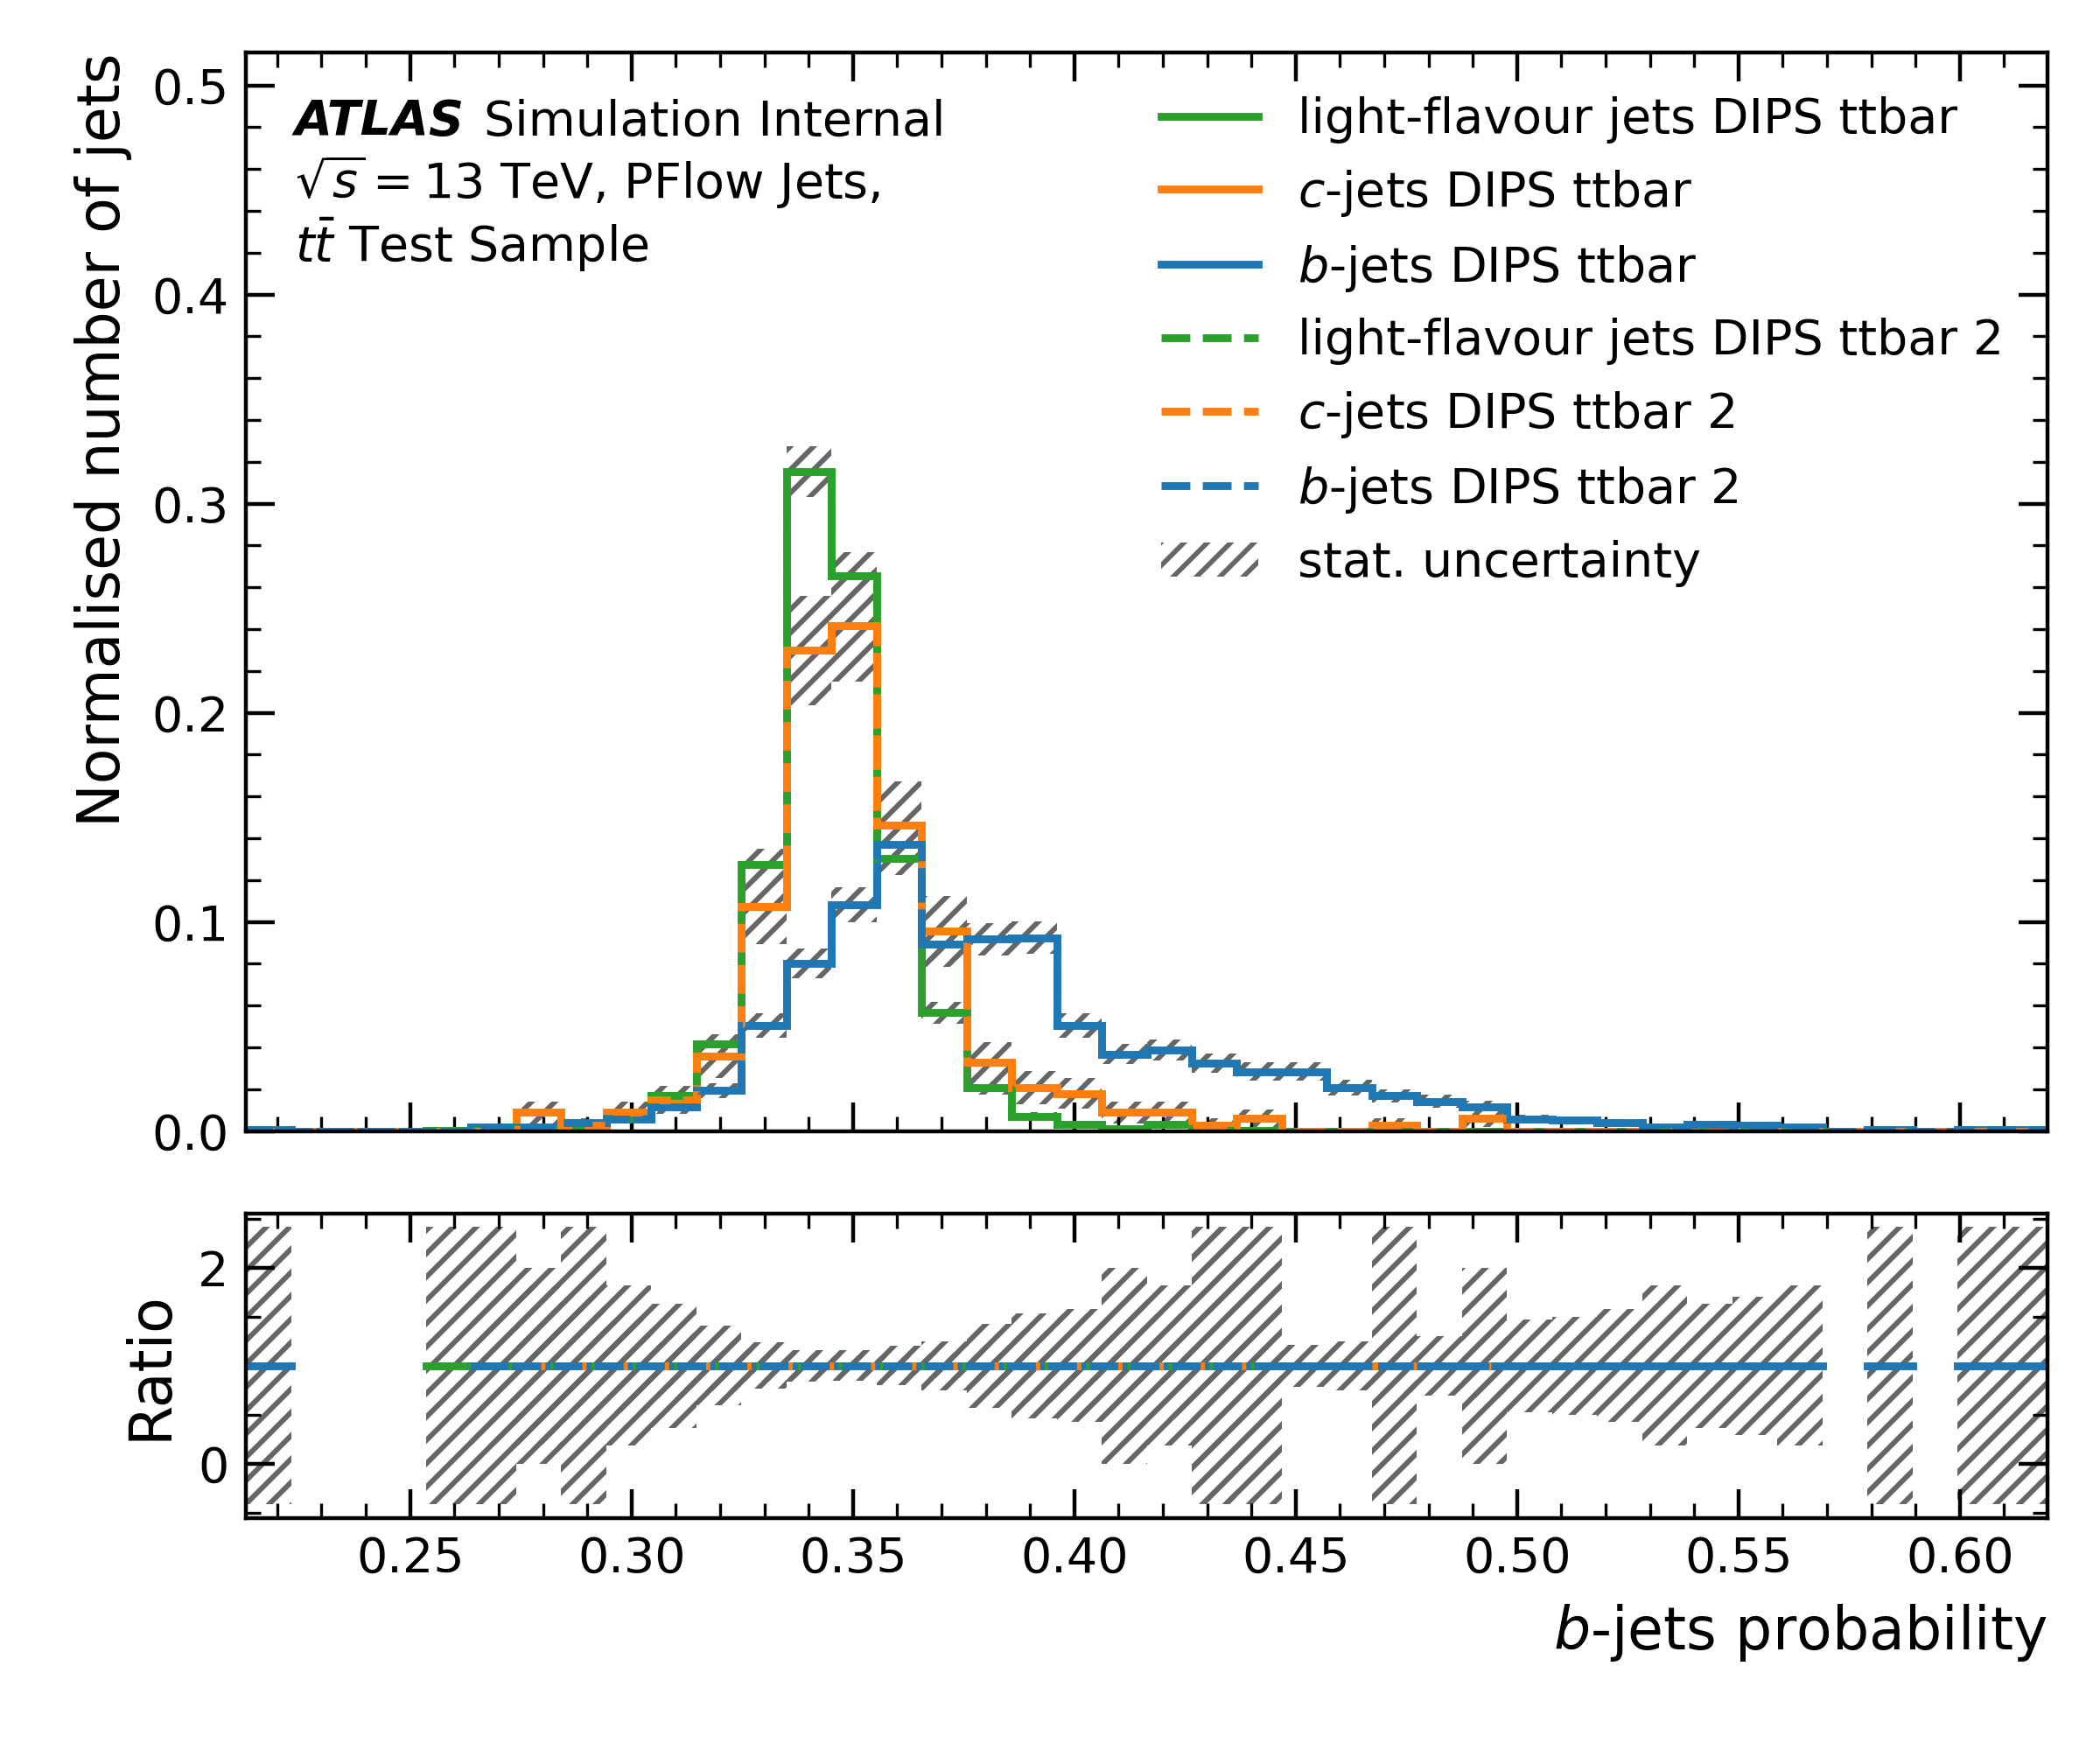 Normalised number of jets
0.5
0.4
0.3
0.2
0.1
0.0
ATLAS Simulation Internal
√s = 13 TeV, PFlow Jets,
tt̄ Test Sample
light-flavour jets DIPS ttbar
c-jets DIPS ttbar
b-jets DIPS ttbar
light-flavour jets DIPS ttbar 2
c-jets DIPS ttbar 2
b-jets DIPS ttbar 2
stat. uncertainty
Ratio
2
0
0.25 0.30 0.35 0.40 0.45 0.50 0.55 0.60
b-jets probability